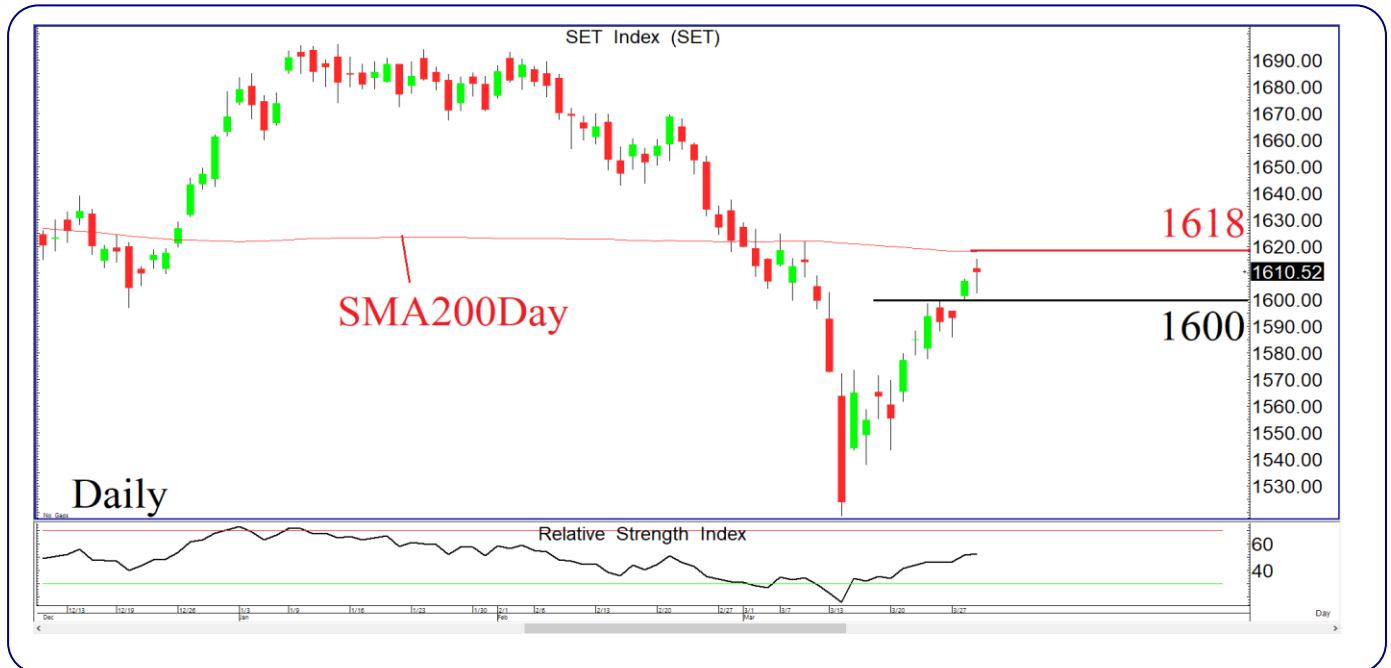 SET Index (SET)
1690.00
1680.00
1670.00
1660.00
1650.00
1640.00
1630.00
1618
1620.00
1610.52
1600.00
1600
1590.00
1580.00
1570.00
1560.00
1550.00
1540.00
1530.00
SMA200Day
Daily
No Gaps
Relative Strength Index
60
40
12/13 12/19 12/26 1/3 1/9 1/16 1/23 1/30 2/1 2/6 2/13 2/20 2/27 3/1 3/7 3/13 3/20 3/27
Dec Jan Feb Mar
Day